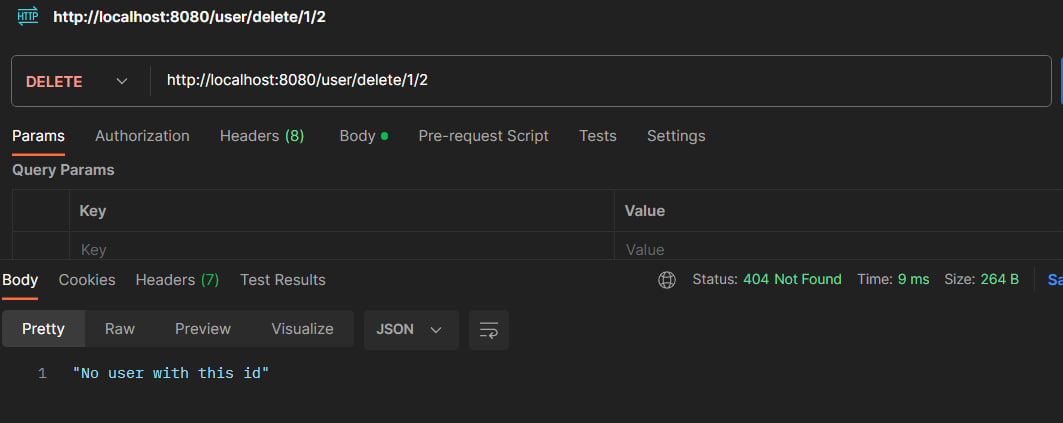 HTTP http://localhost:8080/user/delete/1/2
DELETE http://localhost:8080/user/delete/1/2
Params Authorization Headers (8) Body Pre-request Script Tests Settings
Query Params
Key Value
Key Value
Body Cookies Headers (7) Test Results Status: 404 Not Found Time: 9 ms Size: 264 B Sa
Pretty Raw Preview Visualize JSON
1 "No user with this id"